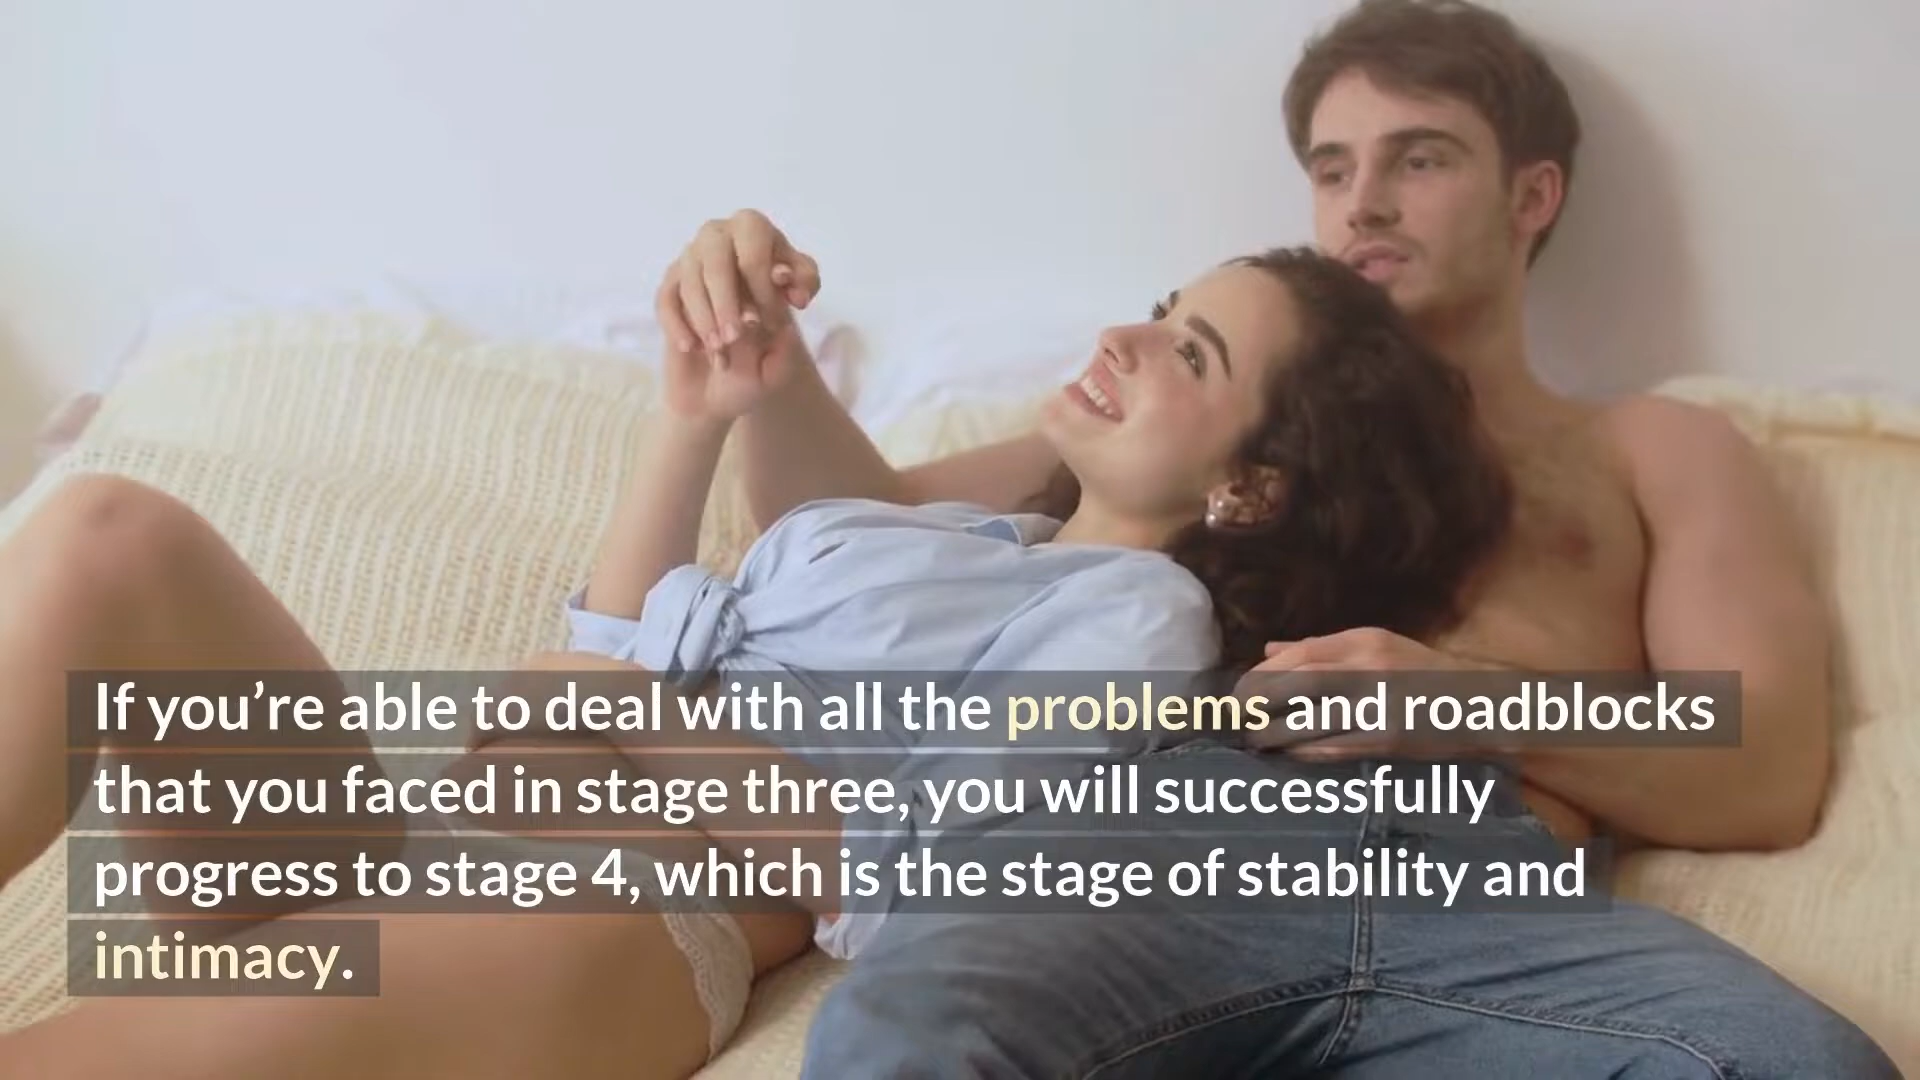 If you’re able to deal with all the problems and roadblocks
that you faced in stage three, you will successfully
progress to stage 4, which is the stage of stability and
intimacy.